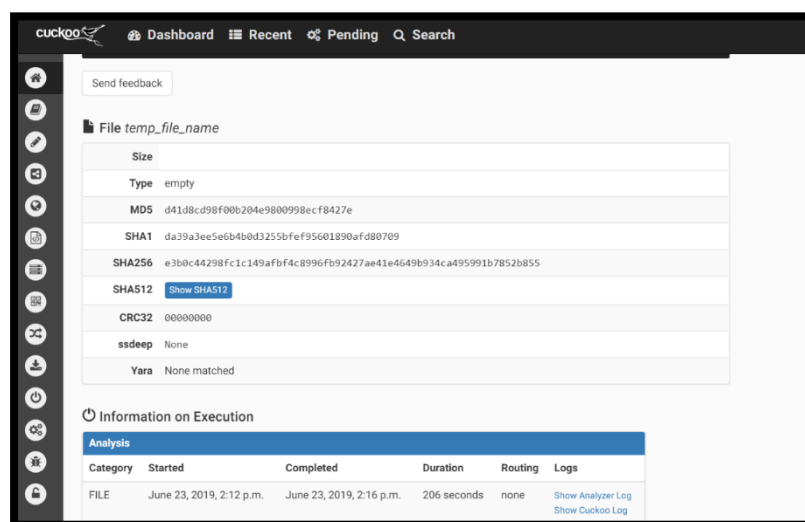 cuckoo Dashboard Recent Pending Search
Send feedback
File temp_file_name
Size
Type empty
MD5 d41d8cd98f00b204e9800998ecf8427e
SHA1 da39a3ee5e6b4b0d3255bfef95601890afd80709
SHA256 e3b0c44298fc1c149afbf4c8996fb92427ae41e4649b934ca495991b7852b855
SHA512 Show SHA512
CRC32 00000000
ssdeep None
Yara None matched
Information on Execution
Analysis
Category Started Completed Duration Routing Logs
FILE June 23, 2019, 2:12 p.m. June 23, 2019, 2:16 p.m. 206 seconds none Show Analyzer Log
Show Cuckoo Log